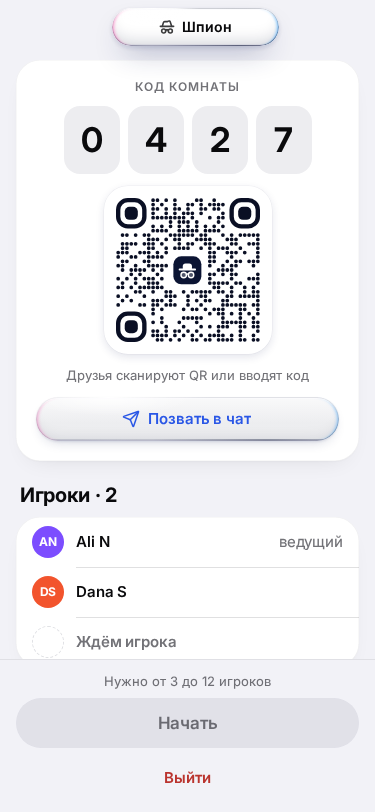 Шпион
КОД КОМНАТЫ
0 4 2 7
Друзья сканируют QR или вводят код
Позвать в чат
Игроки · 2
AN Ali N ведущий
DS Dana S
Ждём игрока
Нужно от 3 до 12 игроков
Начать
Выйти